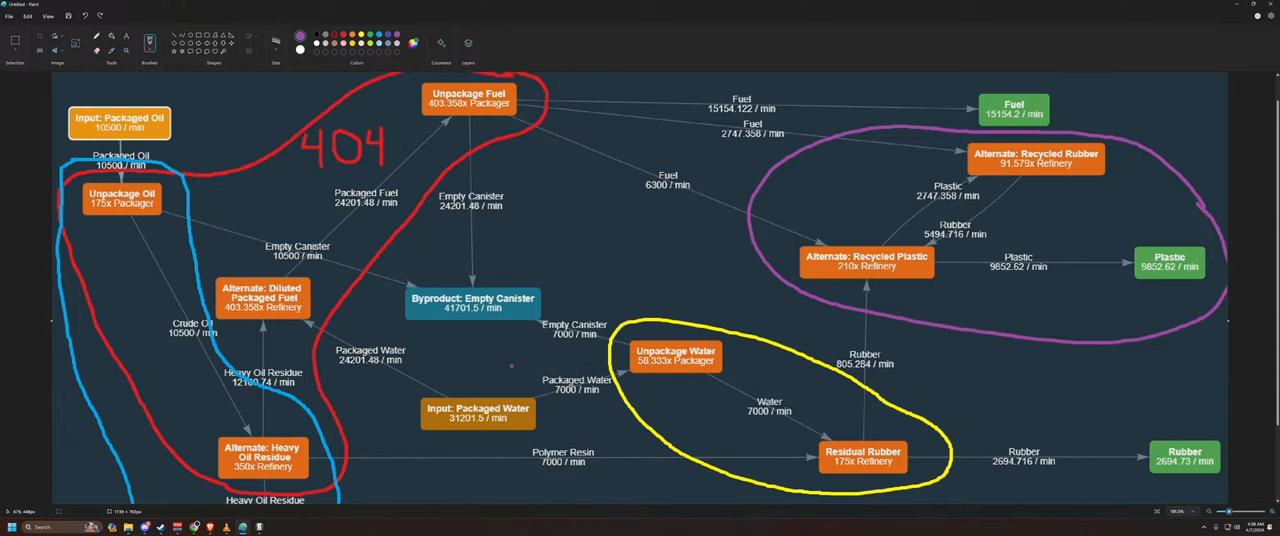 Untitled - Paint
File
Edit
View
Selection
Image
Tools
Brushes
Shapes
Size
Colors
Cocreator
Layers
404
Input: Packaged Oil
10500 / min
Packaged Oil
10500 / min
Unpackage Oil
175x Packager
Unpackage Fuel
403.358x Packager
Fuel
15154.122 / min
Fuel
15154.2 / min
Fuel
2747.358 / min
Alternate: Recycled Rubber
91.579x Refinery
Fuel
6300 / min
Plastic
2747.358 / min
Rubber
5494.716 / min
Packaged Fuel
24201.48 / min
Empty Canister
24201.48 / min
Empty Canister
10500 / min
Alternate: Recycled Plastic
210x Refinery
Plastic
9852.62 / min
Plastic
9852.62 / min
Alternate: Diluted
Packaged Fuel
403.358x Refinery
Byproduct: Empty Canister
41701.5 / min
Crude Oil
10500 / min
Empty Canister
7000 / min
Packaged Water
24201.48 / min
Unpackage Water
58.333x Packager
Rubber
805.284 / min
Heavy Oil Residue
/ min
Packaged Water
7000 / min
Input: Packaged Water
31201.5 / min
Water
7000 / min
Alternate: Heavy
Oil Residue
350x Refinery
Polymer Resin
7000 / min
Residual Rubber
175x Refinery
Rubber
2694.716 / min
Rubber
2694.73 / min
Heavy Oil Residue
Search
4:38 AM
4/7/2024